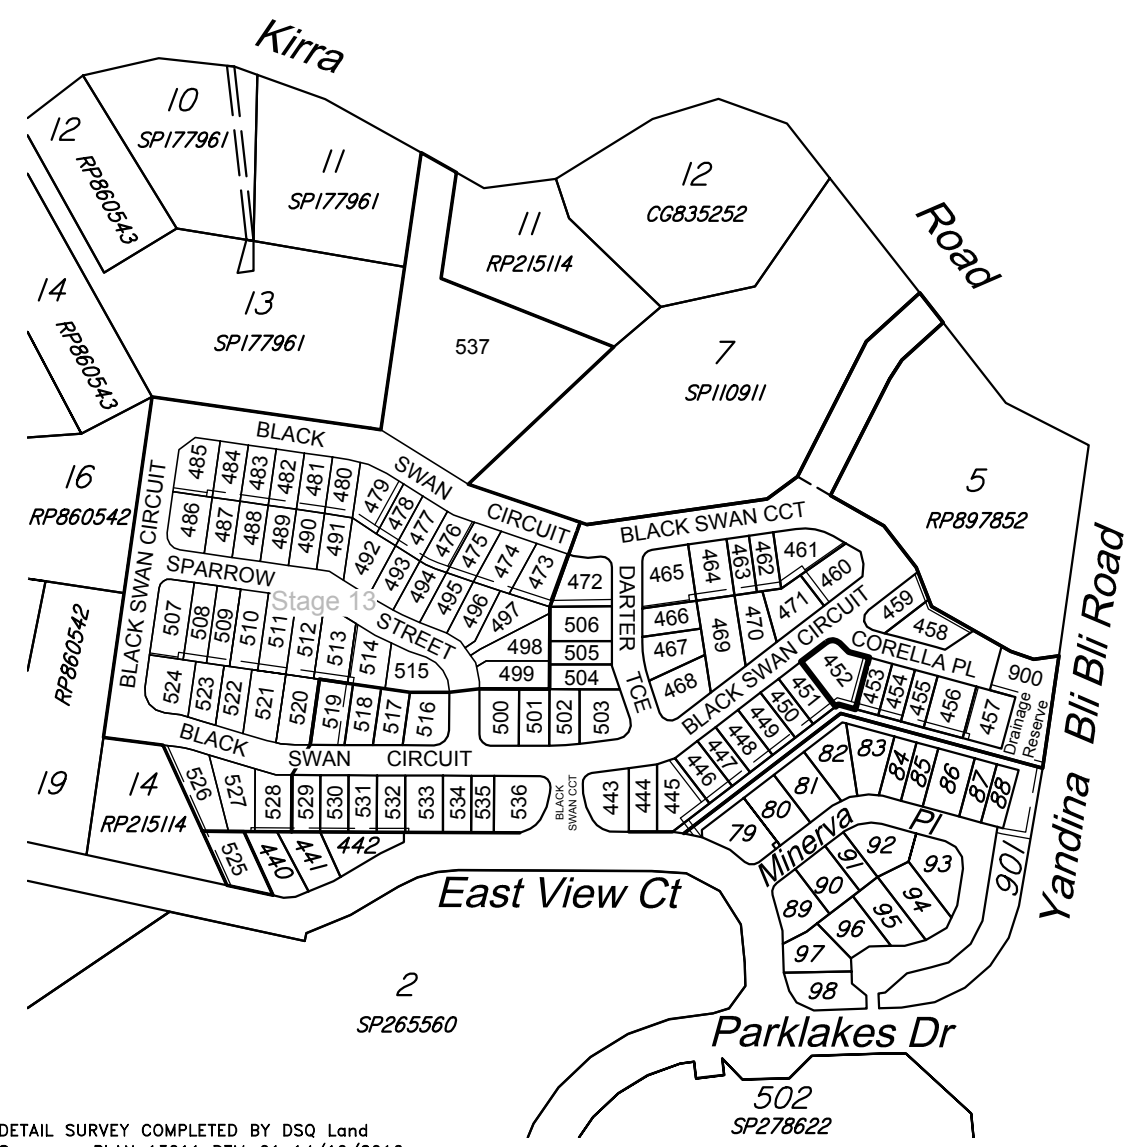 Kirra
Road
10
SP177961
12
RP860543
11
SP177961
12
CG835252
11
RP215114
14
RP860543
13
SP177961
537
7
SP110911
5
RP897852
16
RP860542
RP860542
19
14
RP215114
BLACK SWAN CIRCUIT
BLACK SWAN CIRCUIT
BLACK SWAN CCT
485 484 483 482 481 480 479 478 477 476 475 474 473
486 487 488 489 490 491 492 493 494 495 496 497
498
499
SPARROW STREET
Stage 13
507 508 509 510 511 512 513 514 515
524 523 522 521 520 519 518 517 516
472
506
505
504
500 501 502 503
DARTER TCE
465 464 463 462 461 460
466
467
468
469 470 471
BLACK SWAN CIRCUIT
459
458
CORELLA PL
452 453 454 455 456 457
900
Drainage
Reserve
451 450 449 448 447 446
BLACK SWAN CIRCUIT
526 527 528 529 530 531 532 533 534 535 536
BLACK
SWAN CCT
443 444 445
525 440 441 442
79 80 81 82 83 84 85 86 87 88
Minerva Pl
89 90 91 92 93
94 95 96
97
98
901
Yandina Bli Bli Road
East View Ct
2
SP265560
Parklakes Dr
502
SP278622
DETAIL SURVEY COMPLETED BY DSQ Land